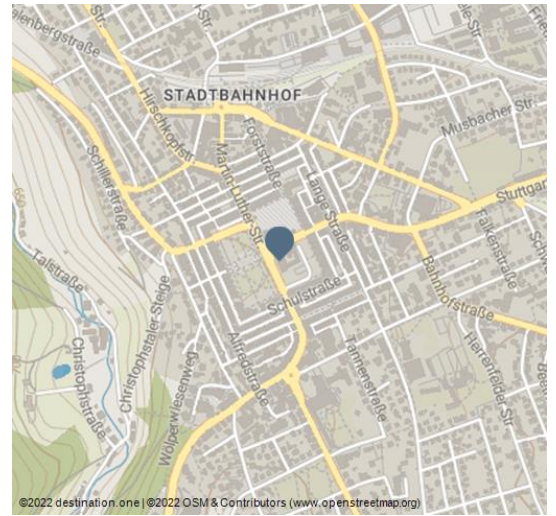 Str.
STADTBAHNHOF
Hirschkopfstr.
Forststraße
Musbacher Str.
Schillerstraße
Martin-Luther-Str.
Lange Straße
Stuttgar
Falkenstraße
Talstraße
Bahnhofstraße
Christophstaler Steige
Schulstraße
Christophstraße
Alfredstraße
Tannenstraße
Herrenfelder Str
Wölperwiesenweg
©2022 destination.one | ©2022 OSM & Contributors (www.openstreetmap.org)